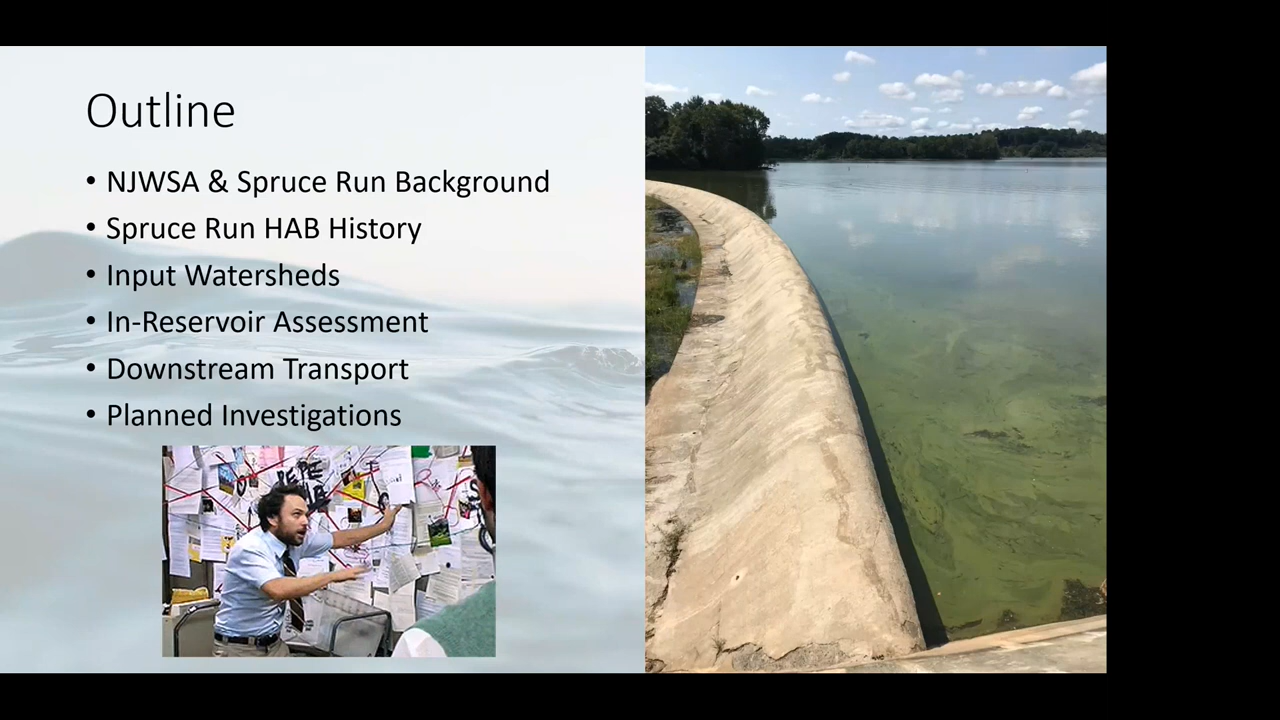 Outline
• NJWSA & Spruce Run Background
• Spruce Run HAB History
• Input Watersheds
• In-Reservoir Assessment
• Downstream Transport
• Planned Investigations